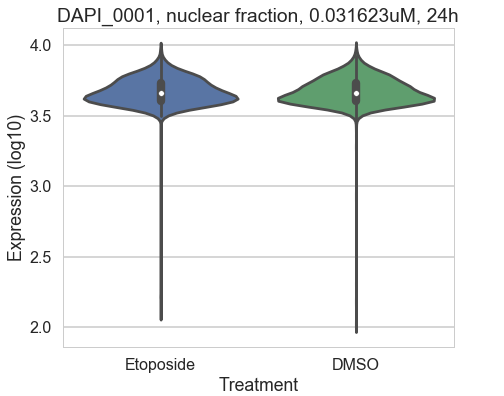 DAPI_0001, nuclear fraction, 0.031623uM, 24h
4.0
3.5
3.0
2.5
2.0
Expression (log10)
Etoposide
DMSO
Treatment